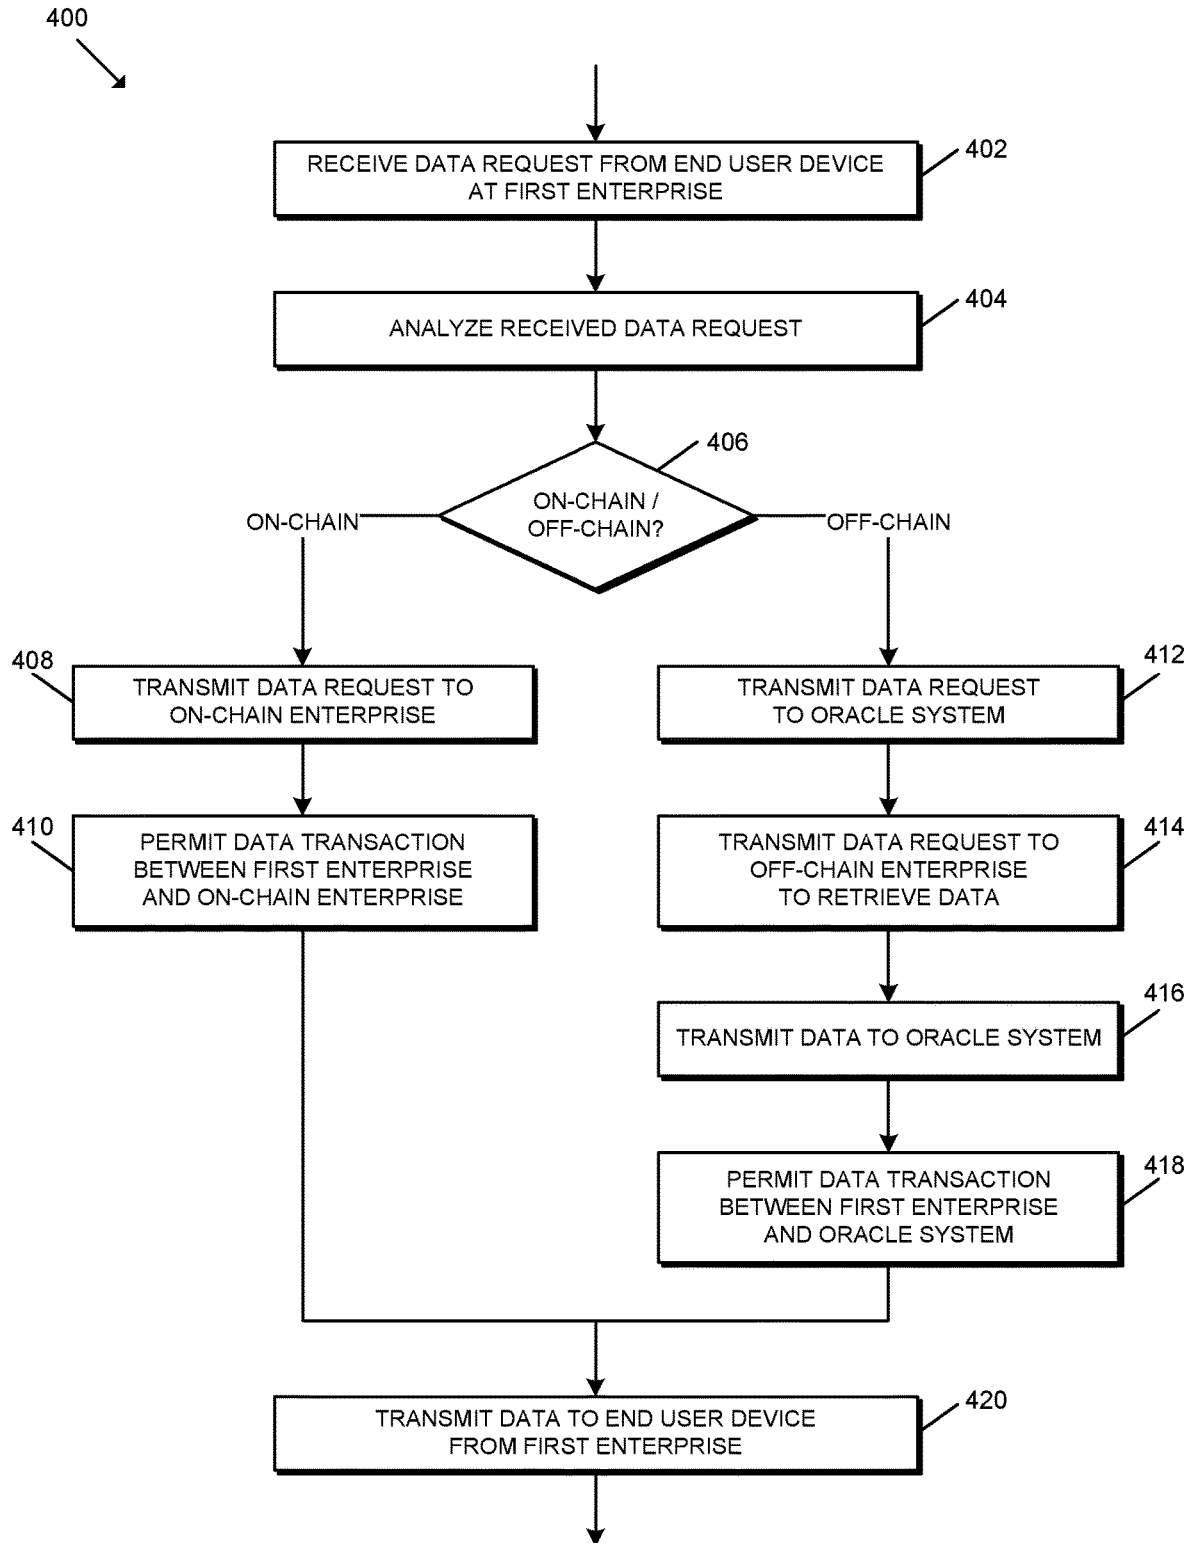 400
RECEIVE DATA REQUEST FROM END USER DEVICE
AT FIRST ENTERPRISE
402
ANALYZE RECEIVED DATA REQUEST
404
406
ON-CHAIN /
OFF-CHAIN?
ON-CHAIN
OFF-CHAIN
408
TRANSMIT DATA REQUEST TO
ON-CHAIN ENTERPRISE
TRANSMIT DATA REQUEST
TO ORACLE SYSTEM
412
410
PERMIT DATA TRANSACTION
BETWEEN FIRST ENTERPRISE
AND ON-CHAIN ENTERPRISE
TRANSMIT DATA REQUEST TO
OFF-CHAIN ENTERPRISE
TO RETRIEVE DATA
414
TRANSMIT DATA TO ORACLE SYSTEM
416
PERMIT DATA TRANSACTION
BETWEEN FIRST ENTERPRISE
AND ORACLE SYSTEM
418
TRANSMIT DATA TO END USER DEVICE
FROM FIRST ENTERPRISE
420